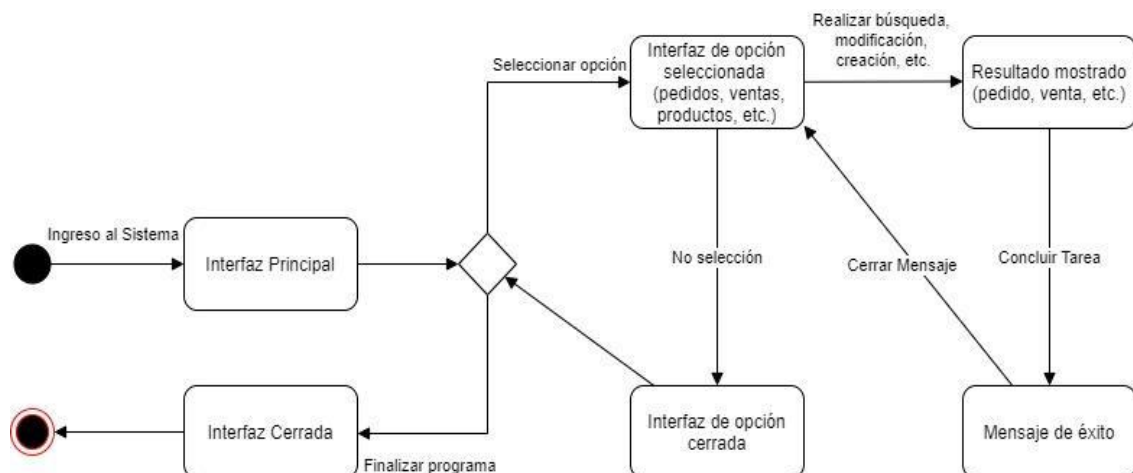 Realizar búsqueda,
modificación,
creación, etc.
Seleccionar opción
Interfaz de opción
seleccionada
(pedidos, ventas,
productos, etc.)
Resultado mostrado
(pedido, venta, etc.)
Ingreso al Sistema
Interfaz Principal
No selección
Cerrar Mensaje
Concluir Tarea
Interfaz Cerrada
Finalizar programa
Interfaz de opción
cerrada
Mensaje de éxito